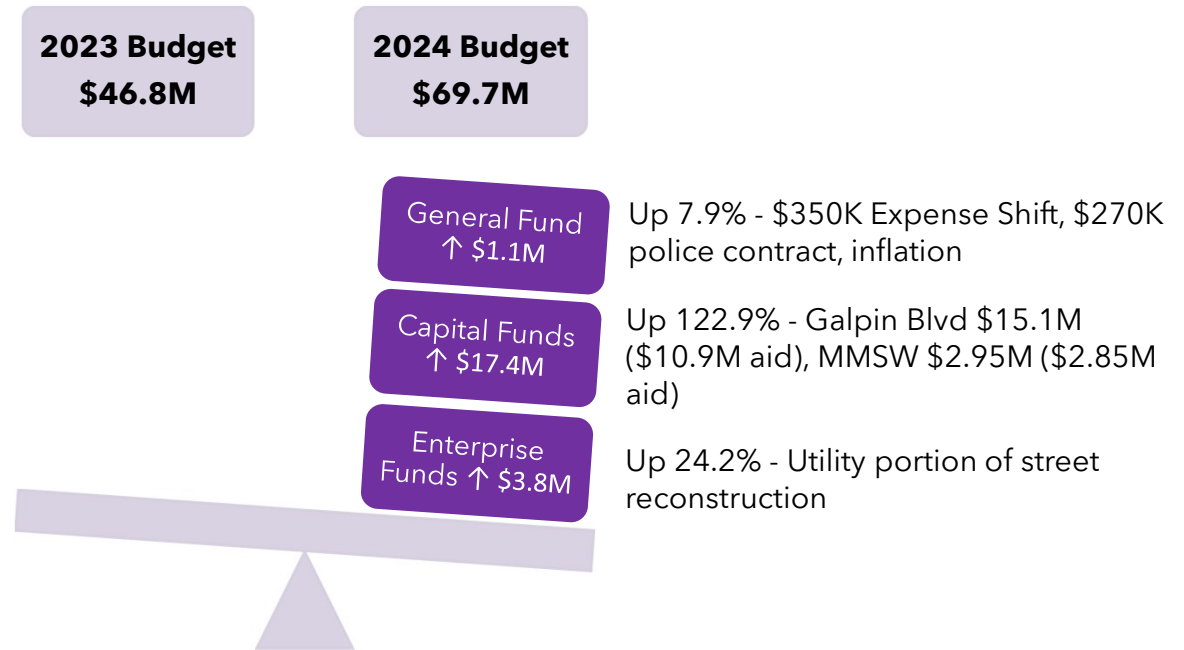 2023 Budget
$46.8M
2024 Budget
$69.7M
General Fund
↑ $1.1M
Up 7.9% - $350K Expense Shift, $270K
police contract, inflation
Capital Funds
↑ $17.4M
Up 122.9% - Galpin Blvd $15.1M
($10.9M aid), MMSW $2.95M ($2.85M
aid)
Enterprise
Funds ↑ $3.8M
Up 24.2% - Utility portion of street
reconstruction